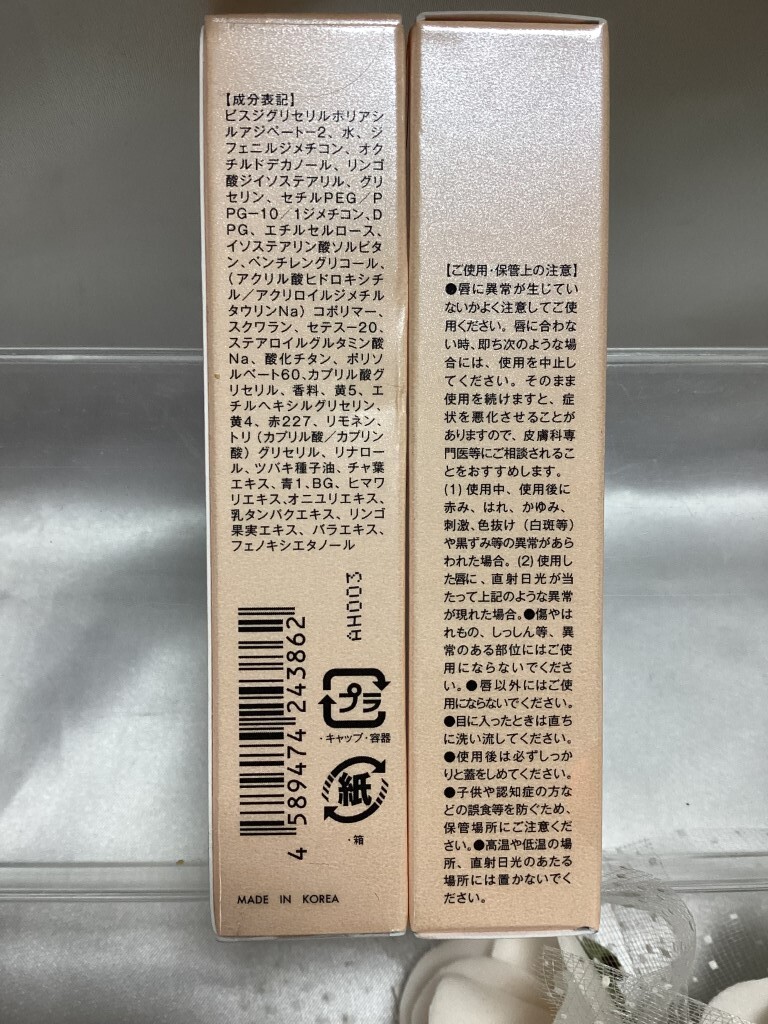 【成分表記】
ビスジグリセリルポリアシ
ルアジペートー2、水、ジ
フェニルジメチコン、オク
チルドデカノール、リンゴ
酸ジイソステアリル、グリ
セリン、セチルPEG／P
PG−10／1ジメチコン、D
PG、エチルセルロース、
イソステアリン酸ソルビタ
ン、ペンチレングリコール、
（アクリル酸ヒドロキシチ
ル／アクリロイルジメチル
タウリンNa）コポリマー、
スクワラン、セテスー20、
ステアロイルグルタミン酸
Na、酸化チタン、ポリソ
ルベート60、カプリル酸グ
リセリル、香料、黄5、エ
チルヘキシルグリセリン、
黄4、赤227、リモネン、
トリ（カプリル酸／カプリン
酸）グリセリル、リナロー
ル、ツバキ種子油、チャ葉
エキス、青1、BG、ヒマワ
リエキス、オニユリエキス、
乳タンパクエキス、リンゴ
果実エキス、バラエキス、
フェノキシエタノール
AH003
4 589474 243862
プラ
・キャップ・容器
紙
・箱
MADE IN KOREA
【ご使用・保管上の注意】
●唇に異常が生じてい
ないかよく注意してご使
用ください。唇に合わな
い時、即ち次のような場
合には、使用を中止し
てください。そのまま
使用を続けますと、症
状を悪化させることが
ありますので、皮膚科専
門医等にご相談されるこ
とをおすすめします。
(1) 使用中、使用後に
赤み、はれ、かゆみ、
刺激、色抜け（白斑等）
や黒ずみ等の異常があら
われた場合。(2) 使用し
た唇に、直射日光が当
たって上記のような異常
が現れた場合。●傷やは
れもの、しっしん等、異
常のある部位にはご使
用にならないでくださ
い。●唇以外にはご使
用にならないでください。
●目に入ったときは直ち
に洗い流してください。
●使用後は必ずしっか
りと蓋をしめてください。
●子供や認知症の方な
どの誤食等を防ぐため、
保管場所にご注意くだ
さい。●高温や低温の場
所、直射日光のあたる
場所には置かないでく
ださい。